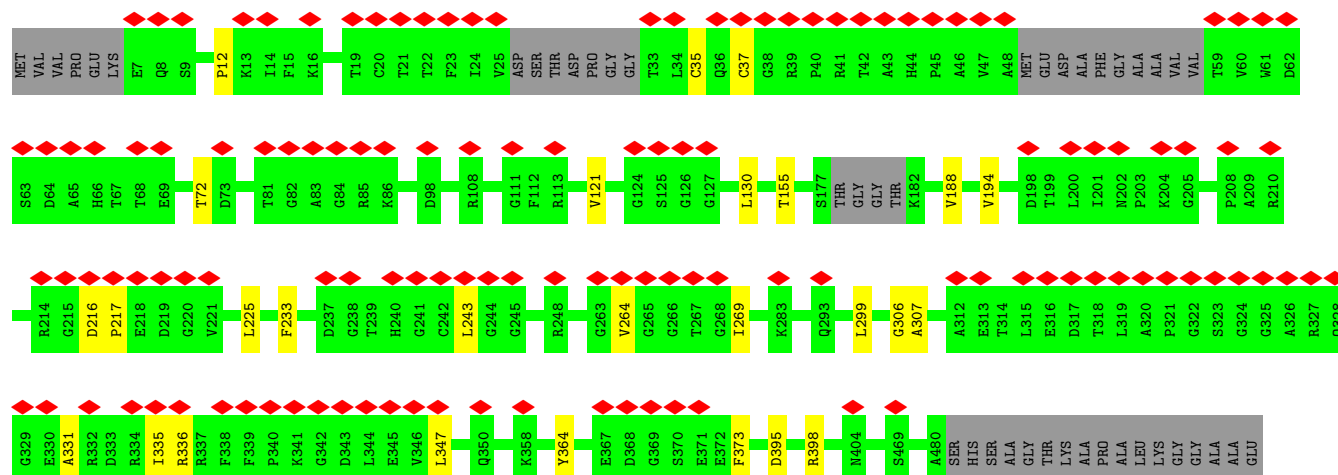 MET VAL VAL PRO GLU LYS E7 Q8 S9 P12 K13 I14 F15 K16 T19 C20 T21 T22 F23 I24 V25 ASP SER THR ASP PRO GLY GLY T33 L34 C35 Q36 C37 G38 R39 P40 R41 T42 A43 H44 P45 A46 V47 A48 MET GLU ASP ALA PHE GLY ALA ALA VAL VAL T59 V60 W61 D62
S63 D64 A65 H66 T67 T68 E69 T72 D73 T81 G82 A83 G84 R85 K86 D98 R108 G111 F112 R113 V121 G124 S125 G126 G127 L130 T155 S177 THR GLY GLY THR K182 V188 V194 D198 T199 L200 I201 N202 P203 K204 G205 P208 A209 R210
R214 G215 D216 P217 E218 D219 G220 V221 L225 F233 D237 G238 T239 H240 G241 C242 L243 G244 G245 R248 G263 V264 G265 G266 T267 G268 I269 K283 Q293 L299 G306 A307 A312 E313 T314 L315 E316 D317 T318 L319 A320 P321 G322 S323 G324 G325 A326 R327
G329 E330 A331 R332 D333 R334 I335 R336 R337 F338 F339 P340 K341 G342 D343 L344 E345 V346 L347 Q350 K358 Y364 E367 D368 G369 S370 E371 E372 F373 D395 R398 N404 S469 A480 SER HIS SER ALA GLY THR LYS ALA PRO ALA LEU LYS GLY GLY ALA ALA GLU